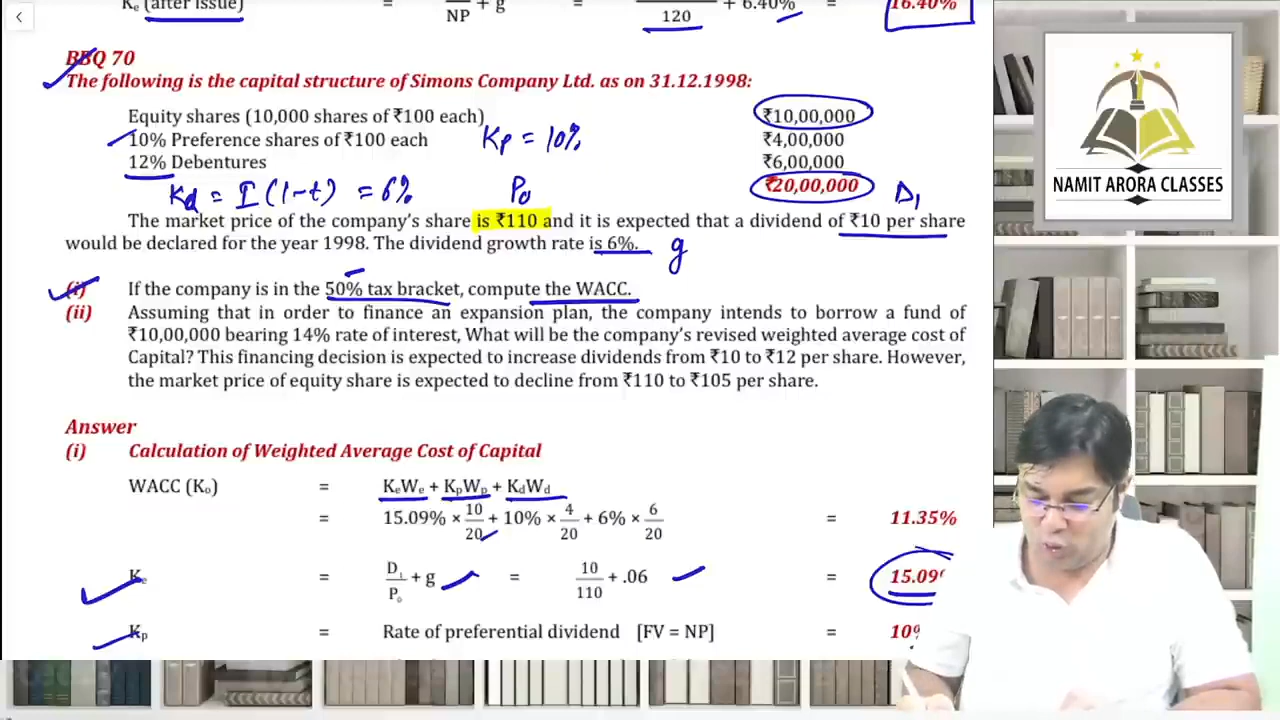 Ke (after issue) = NP + g 120 + 6.40% = 16.40%
BBQ 70
The following is the capital structure of Simons Company Ltd. as on 31.12.1998:
Equity shares (10,000 shares of ₹100 each) ₹10,00,000
10% Preference shares of ₹100 each Kp = 10% ₹4,00,000
12% Debentures ₹6,00,000
Kd = I (1-t) = 6% P0 ₹20,00,000 D1
The market price of the company's share is ₹110 and it is expected that a dividend of ₹10 per share
would be declared for the year 1998. The dividend growth rate is 6%. g
(i) If the company is in the 50% tax bracket, compute the WACC.
(ii) Assuming that in order to finance an expansion plan, the company intends to borrow a fund of
₹10,00,000 bearing 14% rate of interest, What will be the company's revised weighted average cost of
Capital? This financing decision is expected to increase dividends from ₹10 to ₹12 per share. However,
the market price of equity share is expected to decline from ₹110 to ₹105 per share.
Answer
(i) Calculation of Weighted Average Cost of Capital
WACC (Ko) = KeWe + KpWp + KdWd
= 15.09% × 10/20 + 10% × 4/20 + 6% × 6/20 = 11.35%
Ke = D1/P0 + g = 10/110 + .06 = 15.09
Kp = Rate of preferential dividend [FV = NP] = 10%
NAMIT ARORA CLASSES